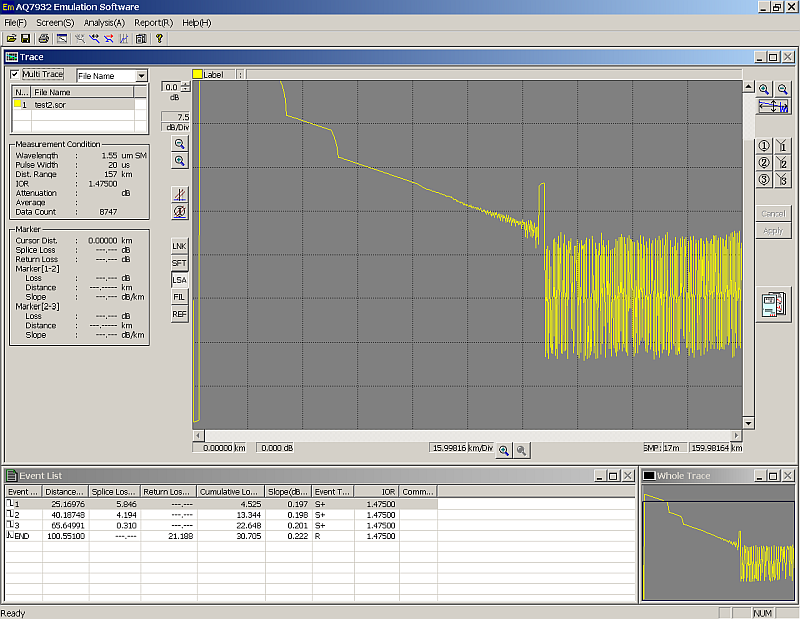 Em AQ7932 Emulation Software
File(F) Screen(S) Analysis(A) Report(R) Help(H)
Trace
Multi Trace File Name
N... File Name
1 test2.sor
Measurement Condition
Wavelength : 1.55 um SM
Pulse Width : 20 us
Dist. Range : 157 km
IOR : 1.47500
Attenuation : dB
Average :
Data Count : 8747
Marker
Cursor Dist. : 0.00000 km
Splice Loss : ---.--- dB
Return Loss : ---.--- dB
Marker[1-2]
Loss : ---.--- dB
Distance : ---.----- km
Slope : ---.--- dB/km
Marker[2-3]
Loss : ---.--- dB
Distance : ---.----- km
Slope : ---.--- dB/km
0.0
dB
7.5
dB/Div
LNK
SFT
LSA
FIL
REF
Label :
1 1
2 2
3 3
Cancel
Apply
0.00000 km 0.000 dB 15.99816 km/Div SMP: 17m 159.98164 km
Event List
Event ... Distance... Splice Los... Return Los... Cumulative Lo... Slope(dB... Event T... IOR Comm...
1 25.16976 5.846 ---.--- 4.525 0.197 S+ 1.47500
2 40.18748 4.194 ---.--- 13.344 0.198 S+ 1.47500
3 65.64991 0.310 ---.--- 22.648 0.201 S+ 1.47500
END 100.55100 ---.--- 21.188 30.705 0.222 R 1.47500
Whole Trace
Ready NUM